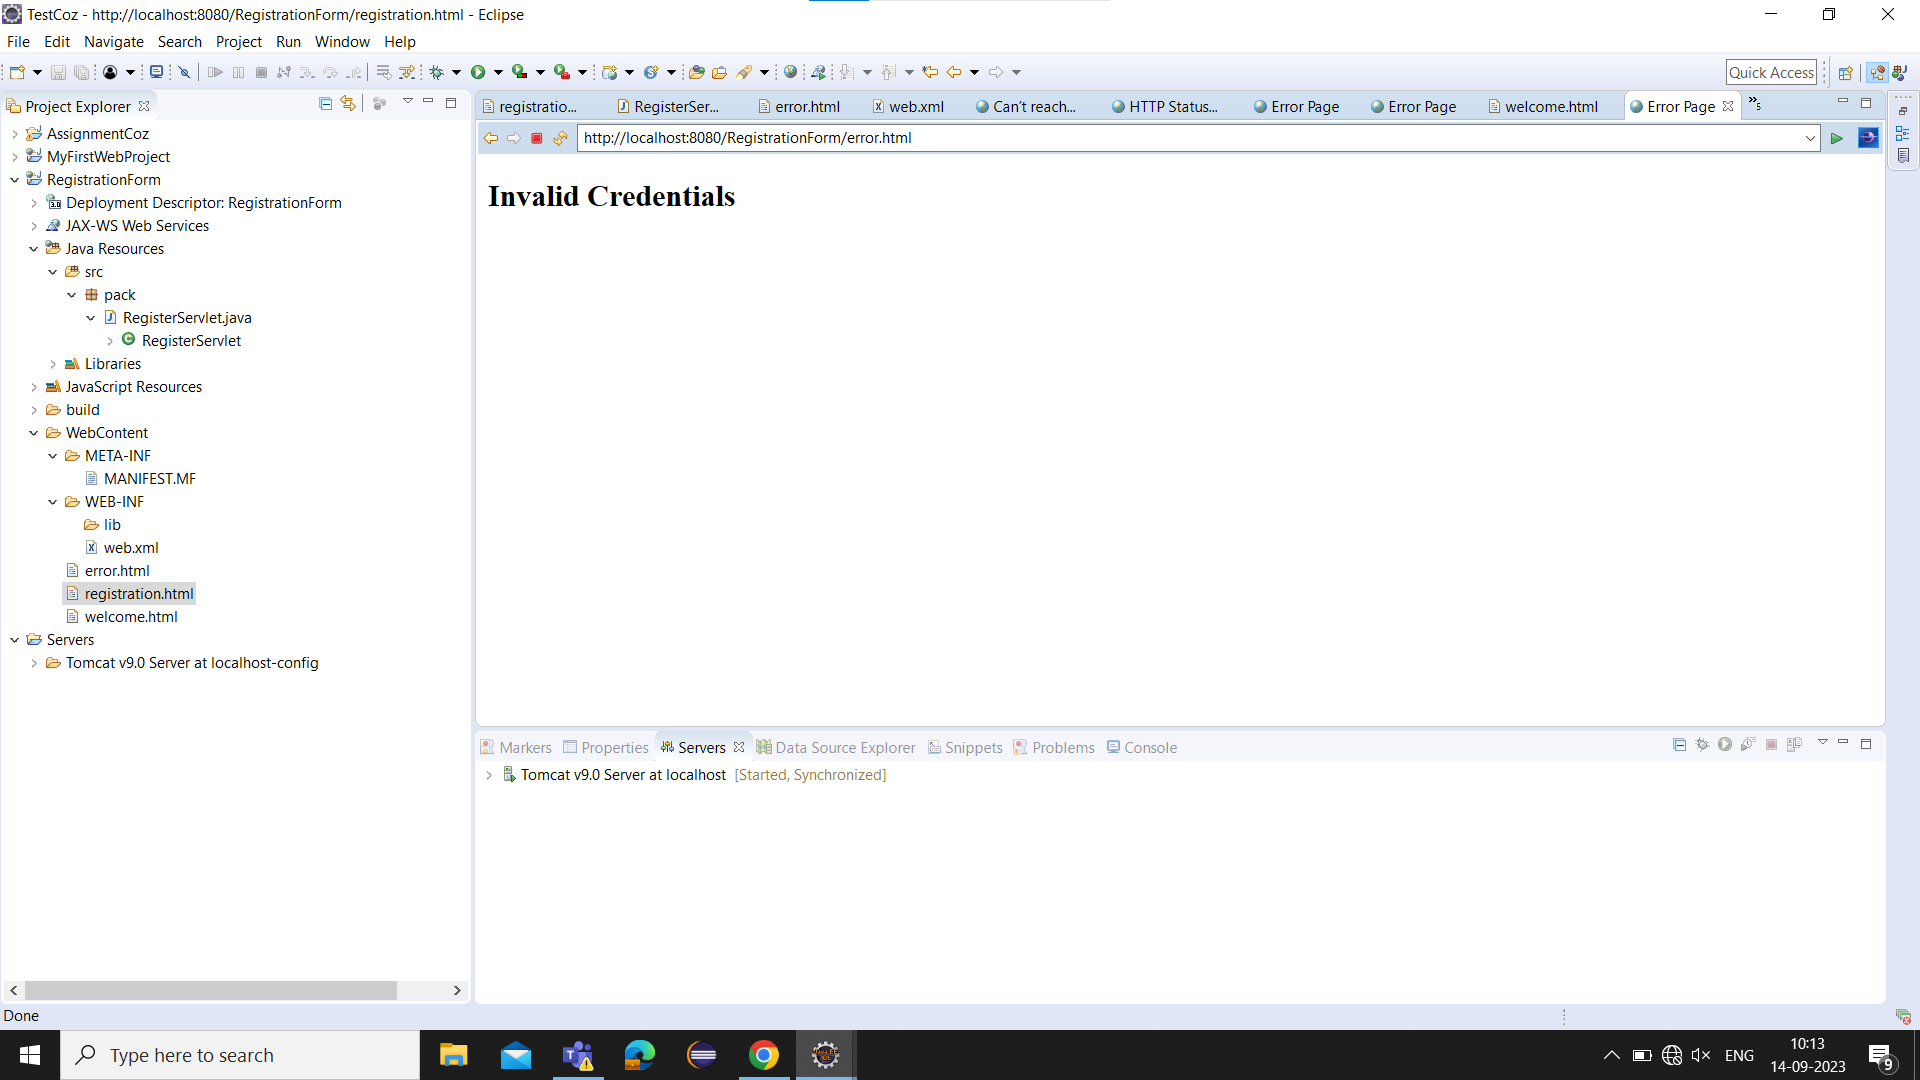 TestCoz - http://localhost:8080/RegistrationForm/registration.html - Eclipse
File Edit Navigate Search Project Run Window Help
Quick Access
Project Explorer
registratio... RegisterSer... error.html web.xml Can't reach... HTTP Status... Error Page Error Page welcome.html Error Page »5
http://localhost:8080/RegistrationForm/error.html
Invalid Credentials
AssignmentCoz
MyFirstWebProject
RegistrationForm
Deployment Descriptor: RegistrationForm
JAX-WS Web Services
Java Resources
src
pack
RegisterServlet.java
RegisterServlet
Libraries
JavaScript Resources
build
WebContent
META-INF
MANIFEST.MF
WEB-INF
lib
web.xml
error.html
registration.html
welcome.html
Servers
Tomcat v9.0 Server at localhost-config
Markers Properties Servers Data Source Explorer Snippets Problems Console
Tomcat v9.0 Server at localhost [Started, Synchronized]
Done
Type here to search
ENG
10:13
14-09-2023
9